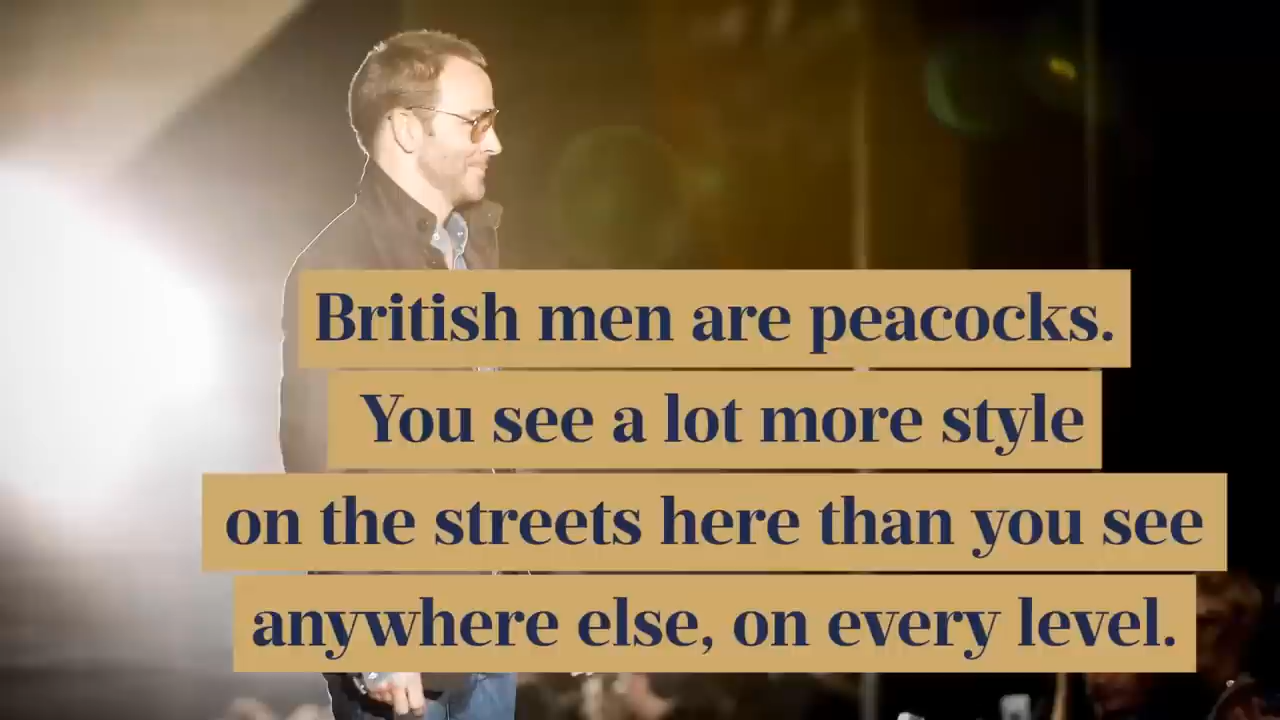 British men are peacocks.
You see a lot more style
on the streets here than you see
anywhere else, on every level.